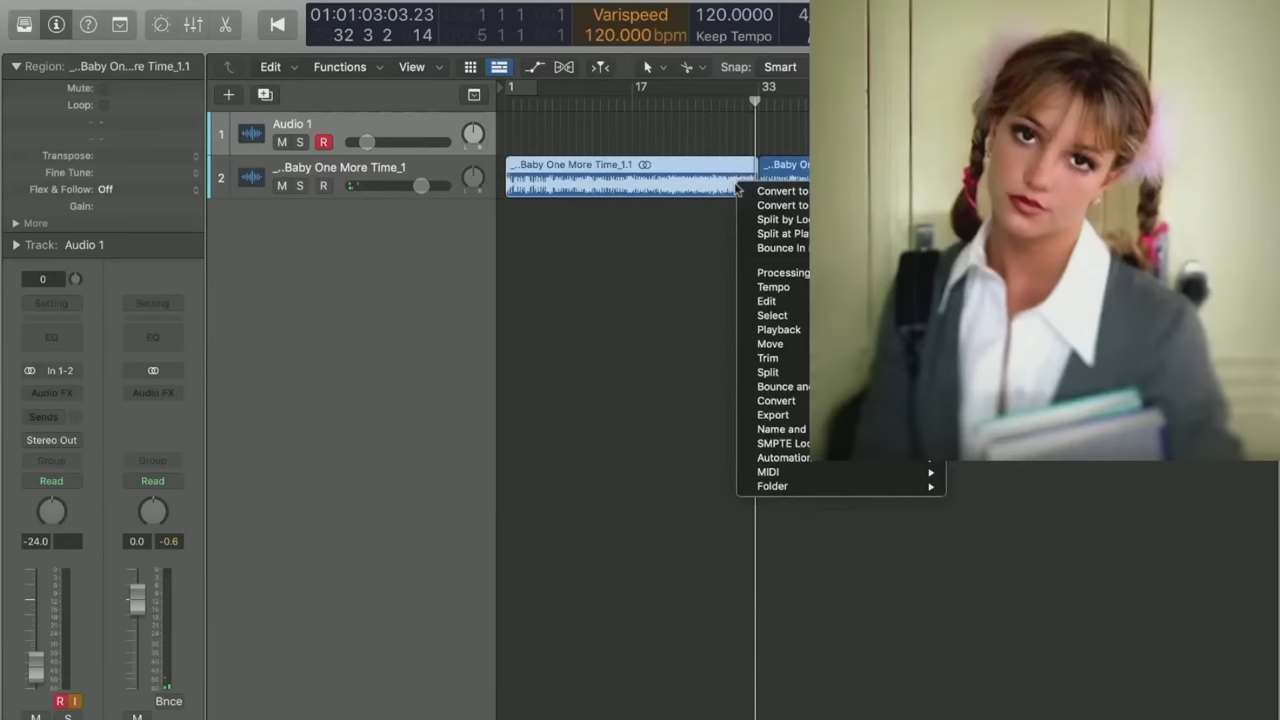 01:01:03:03.23
32 3 2 14
1 1 1
5 1 1 1
Varispeed
120.000 bpm
120.0000
Keep Tempo
4
Region: _..Baby On...re Time_1.1
Mute:
Loop:
Transpose:
Fine Tune:
Flex & Follow: Off
Gain:
More
Track: Audio 1
Edit
Functions
View
Snap: Smart
1
17
33
1
Audio 1
M S R
2
_..Baby One More Time_1
M S R
L R
_..Baby One More Time_1.1
_..Baby On
Convert to
Convert to
Split by Lo
Split at Pla
Bounce In
Processing
Tempo
Edit
Select
Playback
Move
Trim
Split
Bounce and
Convert
Export
Name and
SMPTE Loc
Automation
MIDI
Folder
0
Setting
Setting
EQ
EQ
In 1-2
Audio FX
Audio FX
Sends
Stereo Out
Group
Group
Read
Read
-24.0
0.0 -0.6
R I
Bnce
M S
M